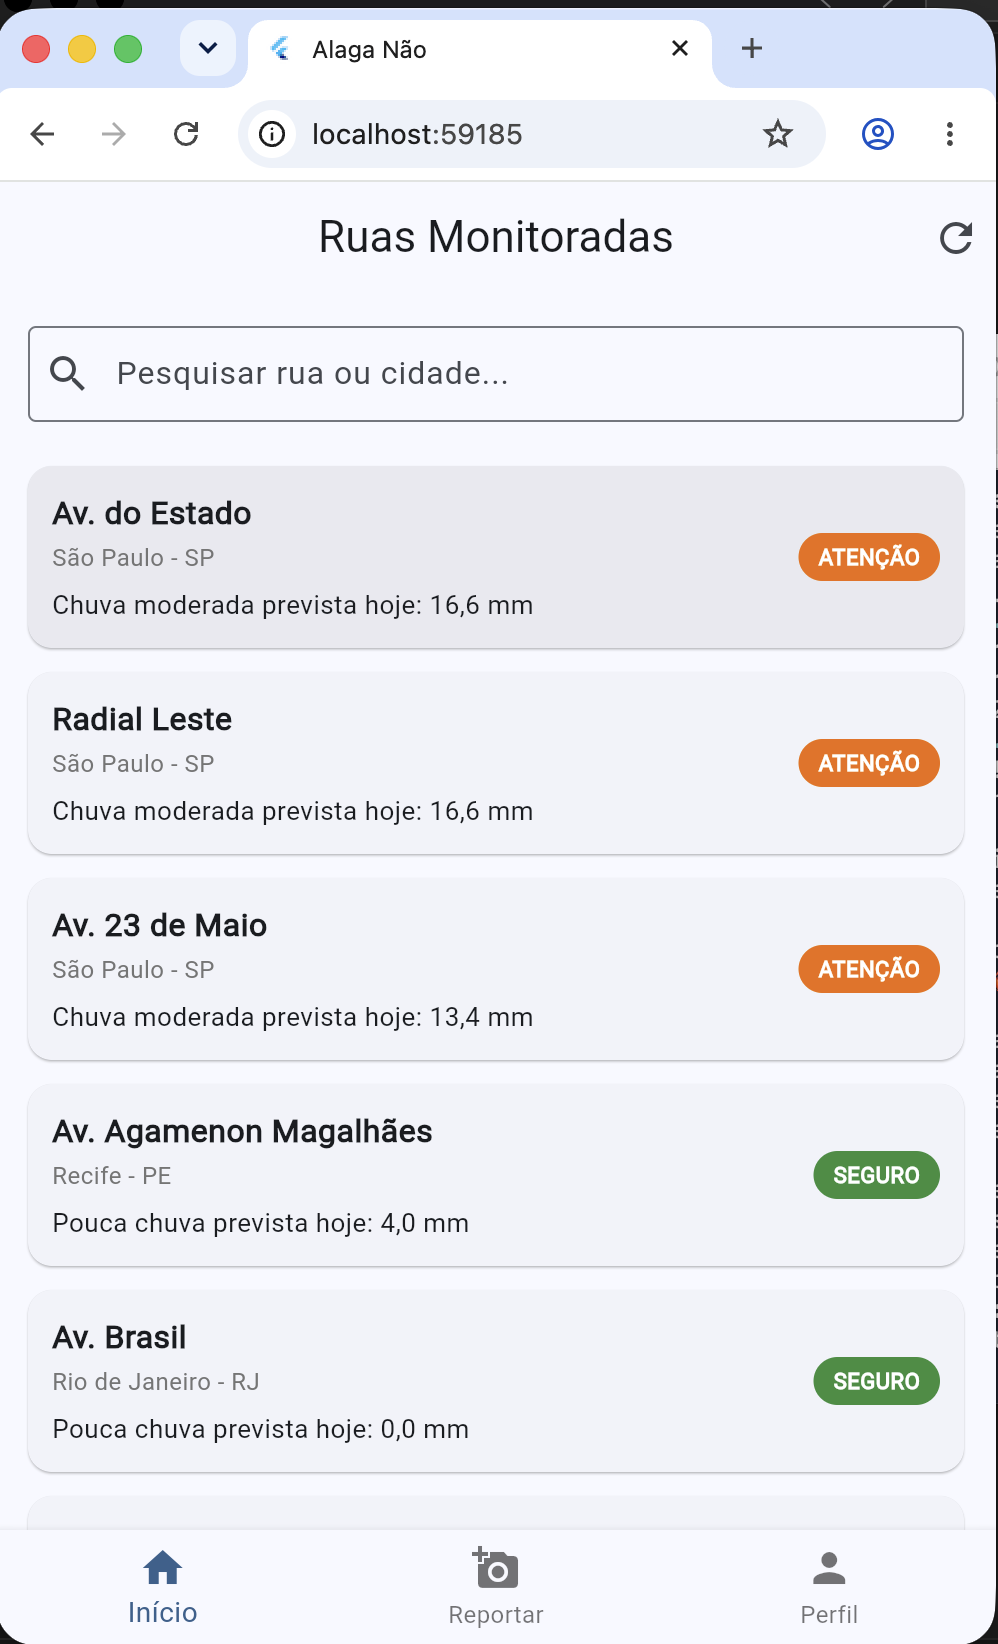 Alaga Não
localhost:59185
Ruas Monitoradas
Pesquisar rua ou cidade...
Av. do Estado
São Paulo - SP
ATENÇÃO
Chuva moderada prevista hoje: 16,6 mm
Radial Leste
São Paulo - SP
ATENÇÃO
Chuva moderada prevista hoje: 16,6 mm
Av. 23 de Maio
São Paulo - SP
ATENÇÃO
Chuva moderada prevista hoje: 13,4 mm
Av. Agamenon Magalhães
Recife - PE
SEGURO
Pouca chuva prevista hoje: 4,0 mm
Av. Brasil
Rio de Janeiro - RJ
SEGURO
Pouca chuva prevista hoje: 0,0 mm
Início
Reportar
Perfil